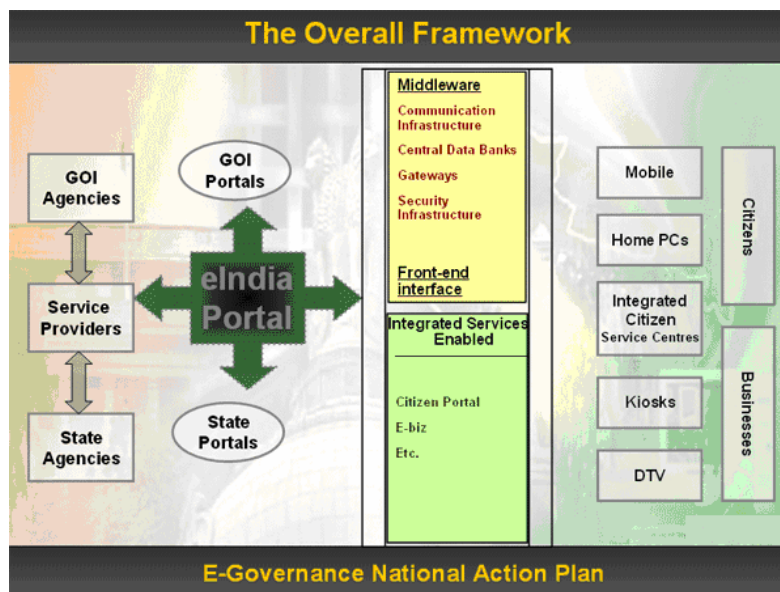 The Overall Framework
GOI
Agencies
Service
Providers
State
Agencies
GOI
Portals
eIndia
Portal
State
Portals
Middleware
Communication
Infrastructure
Central Data Banks
Gateways
Security
Infrastructure
Front-end
interface
Integrated Services
Enabled
Citizen Portal
E-biz
Etc.
Mobile
Home PCs
Integrated
Citizen
Service Centres
Kiosks
DTV
Citizens
Businesses
E-Governance National Action Plan